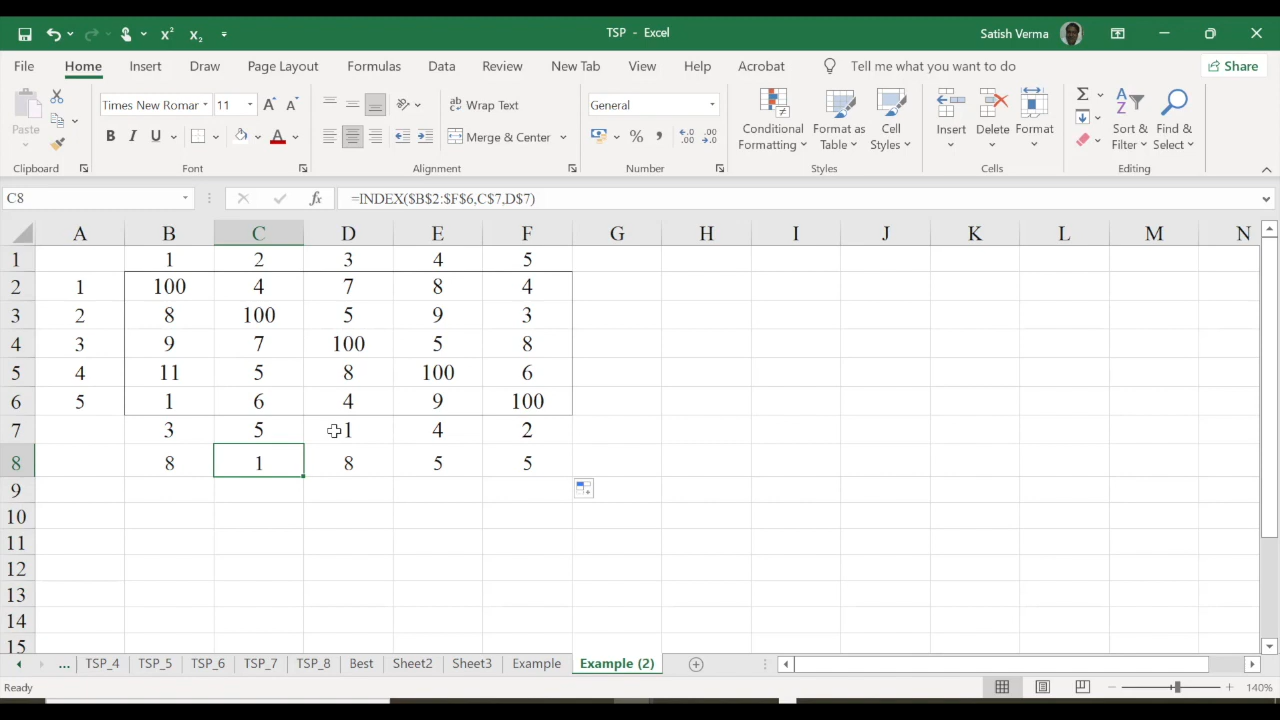 TSP - Excel
Satish Verma
File Home Insert Draw Page Layout Formulas Data Review View New Tab Help Acrobat Tell me what you want to do Share
Paste
Times New Romar 11
B I U
Wrap Text
Merge & Center
General
Conditional Formatting
Format as Table
Cell Styles
Insert
Delete
Format
Sort & Filter
Find & Select
Clipboard Font Alignment Number Styles Cells Editing
C8 fx =INDEX($B$2:$F$6,C$7,D$7)
A B C D E F G H I J K L M N
1 1 2 3 4 5
2 1 100 4 7 8 4
3 2 8 100 5 9 3
4 3 9 7 100 5 8
5 4 11 5 8 100 6
6 5 1 6 4 9 100
7 3 5 1 4 2
8 8 1 8 5 5
9
10
11
12
13
14
15
... TSP_4 TSP_5 TSP_6 TSP_7 TSP_8 Best Sheet2 Sheet3 Example Example (2)
Ready 140%